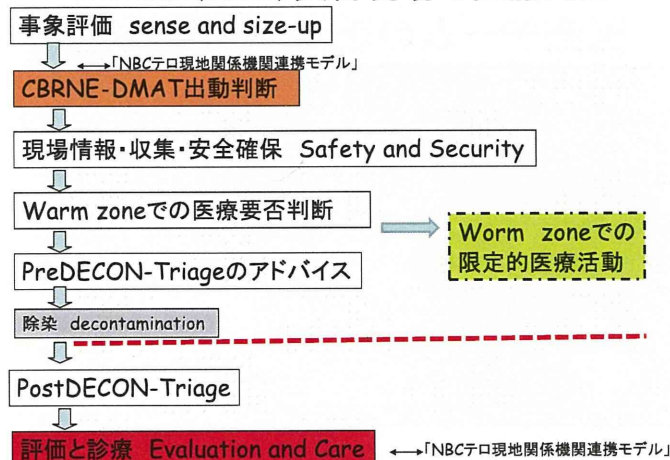 事象評価 sense and size-up
←→「NBCテロ現地関係機関連携モデル」
CBRNE-DMAT出動判断
現場情報・収集・安全確保 Safety and Security
Warm zoneでの医療要否判断
Worm zoneでの
限定的医療活動
PreDECON-Triageのアドバイス
除染 decontamination
PostDECON-Triage
評価と診療 Evaluation and Care ←→「NBCテロ現地関係機関連携モデル」